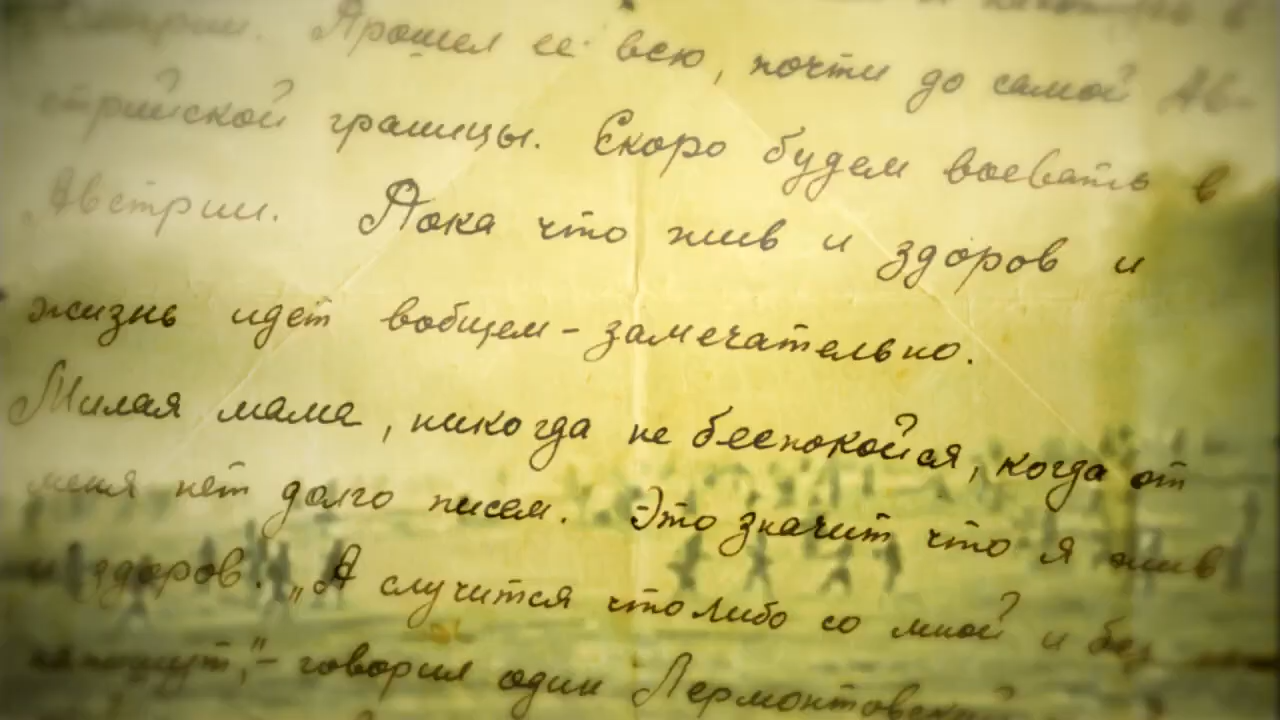 Прошел ее всю, почти до самой Ав-
стрийской границы. Скоро будем воевать в
Австрии. Пока что жив и здоров и
жизнь идет вобщем - замечательно.
Милая мама, никогда не беспокойся, когда от
меня нет долго писем. Это значит что я жив
и здоров. „А случится что либо со мной и без
напишут," - говорил один Лермонтовский